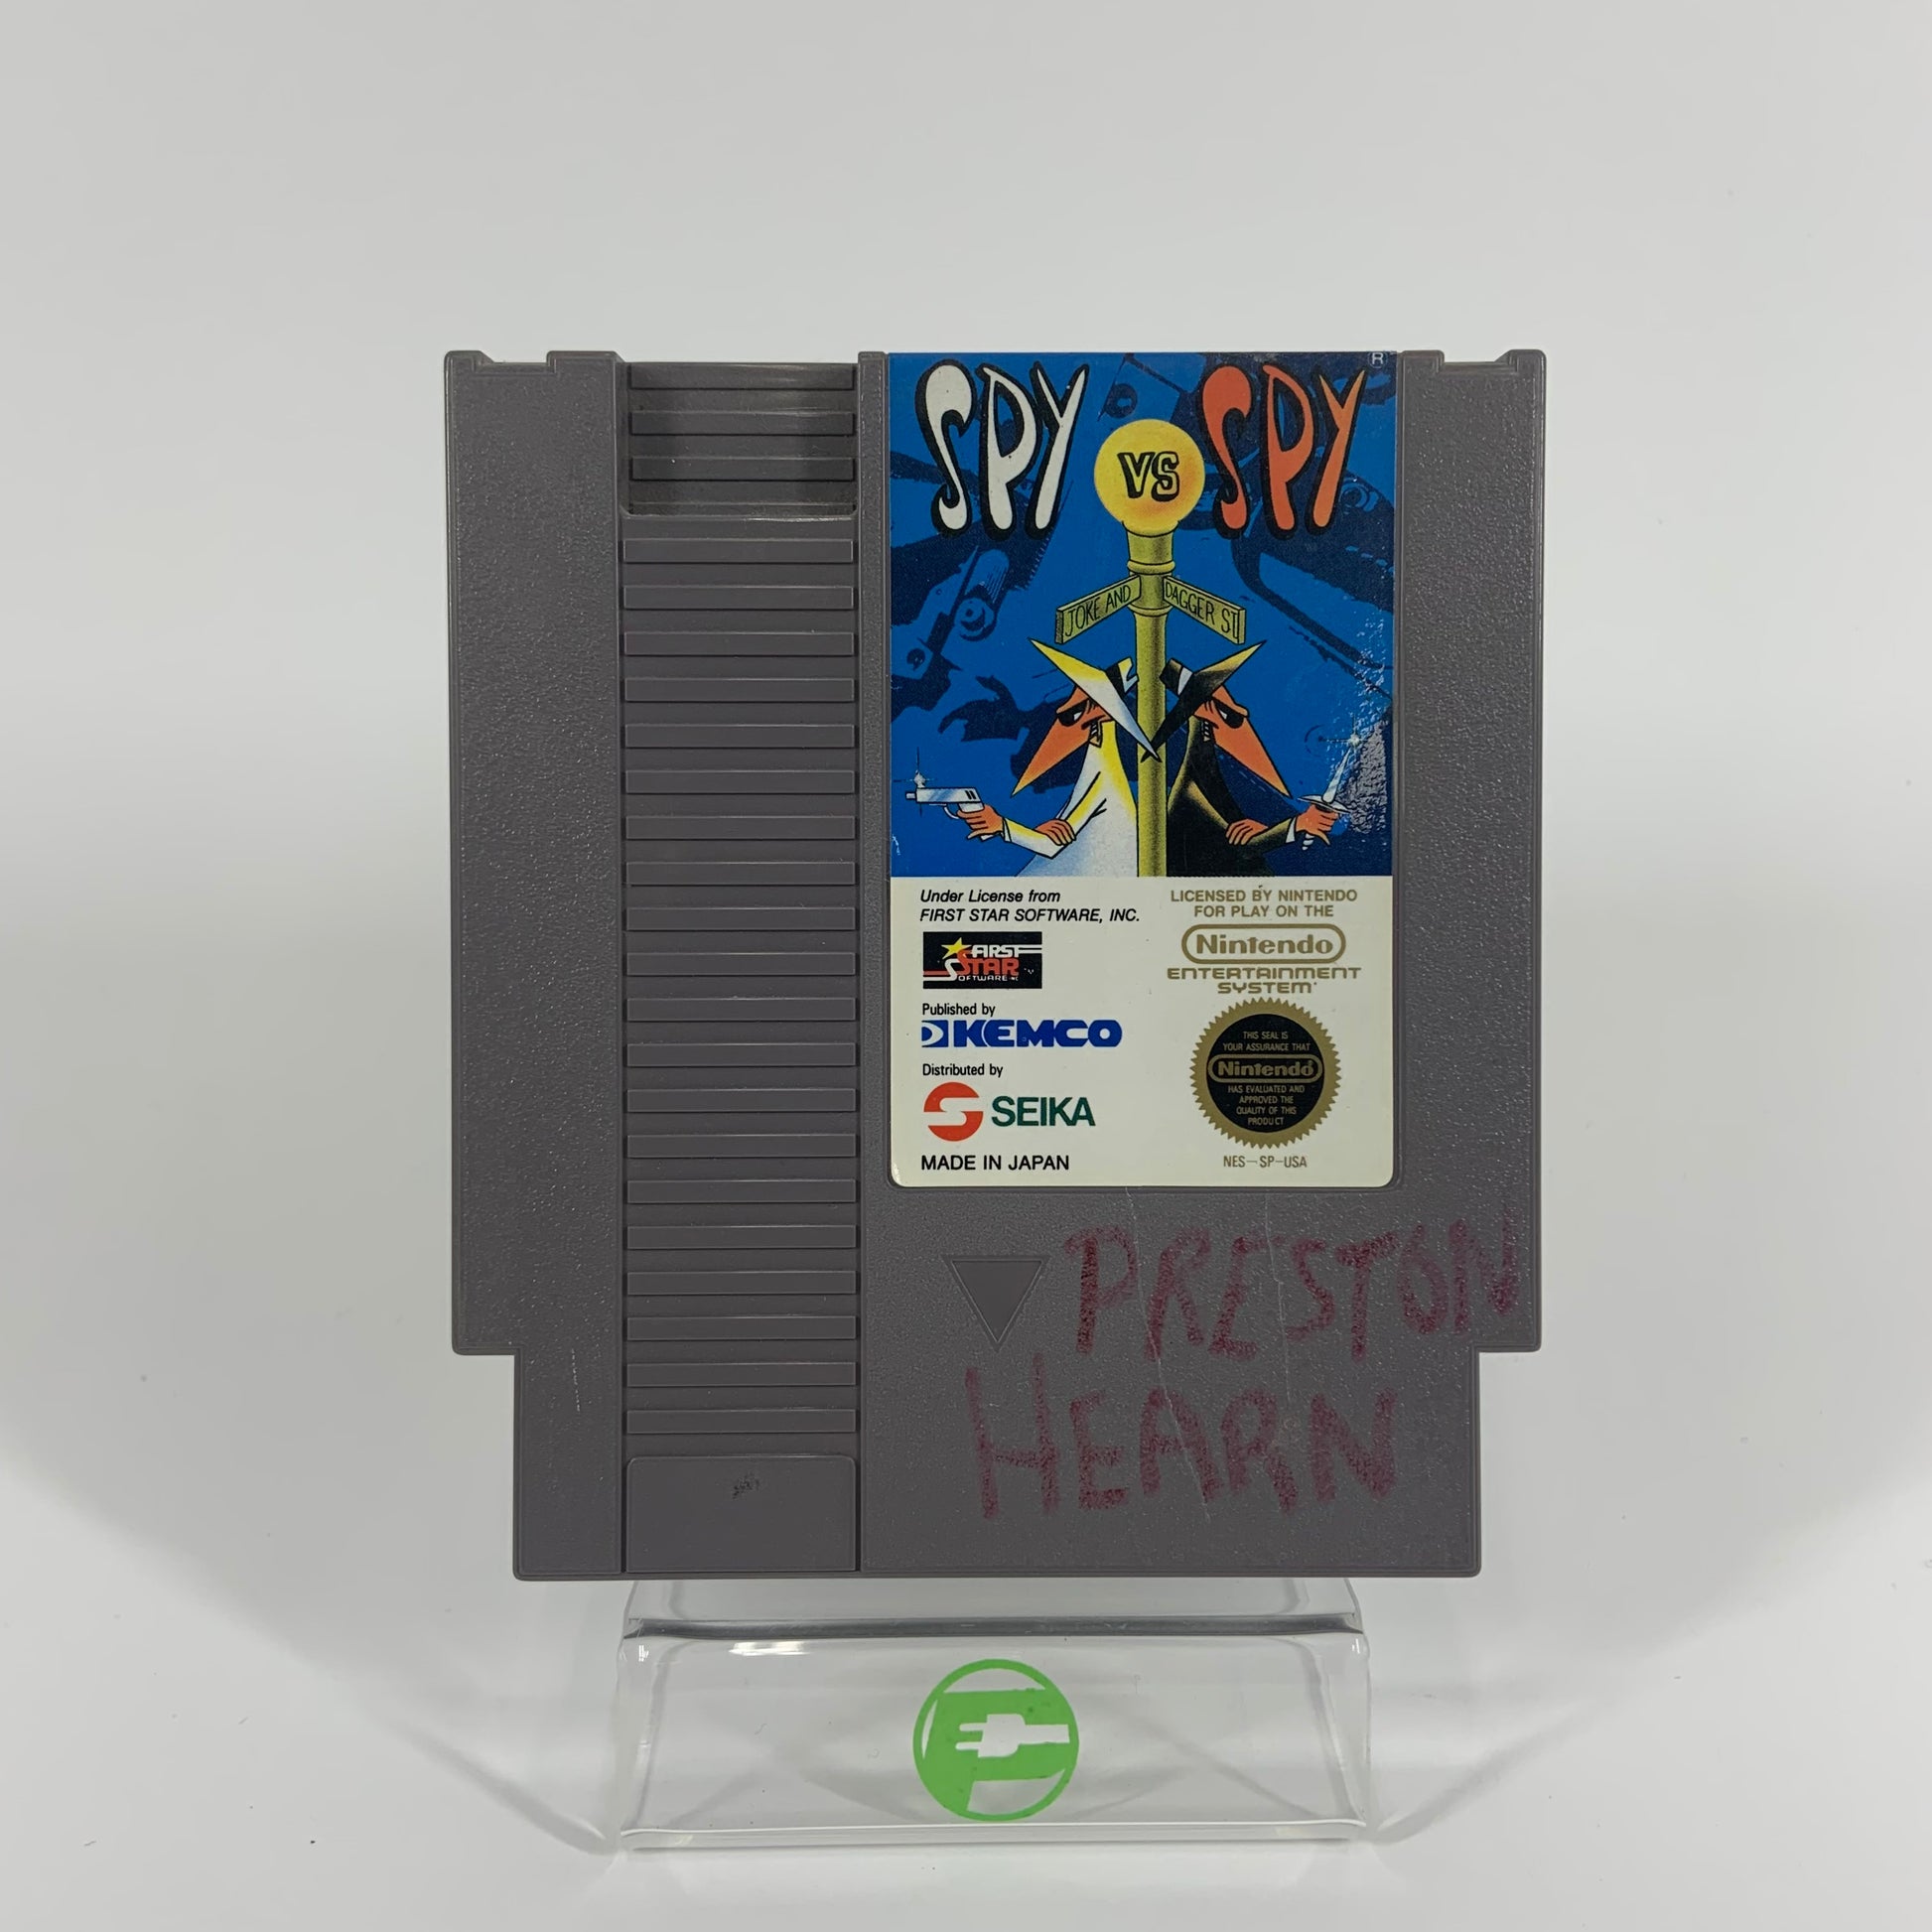 SPY VS SPY
®
JOKE AND DAGGER ST
Under License from
FIRST STAR SOFTWARE, INC.
FIRST
STAR
SOFTWARE
Published by
KEMCO
Distributed by
SEIKA
MADE IN JAPAN
LICENSED BY NINTENDO
FOR PLAY ON THE
Nintendo
ENTERTAINMENT
SYSTEM
THIS SEAL IS
YOUR ASSURANCE THAT
Nintendo
HAS EVALUATED AND
APPROVED THE
QUALITY OF THIS
PRODUCT
NES-SP-USA
PRESTON
HEARN